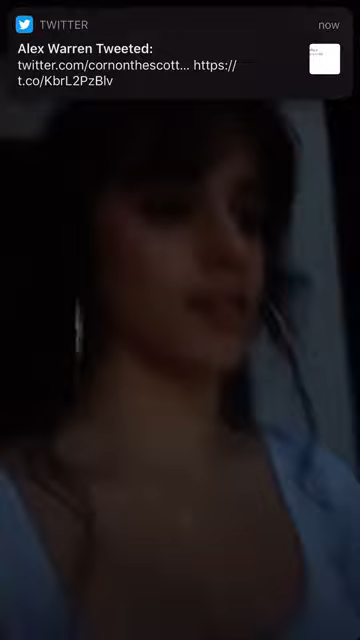 TWITTER now
Alex Warren Tweeted:
twitter.com/cornonthescott... https://
t.co/KbrL2PzBlv